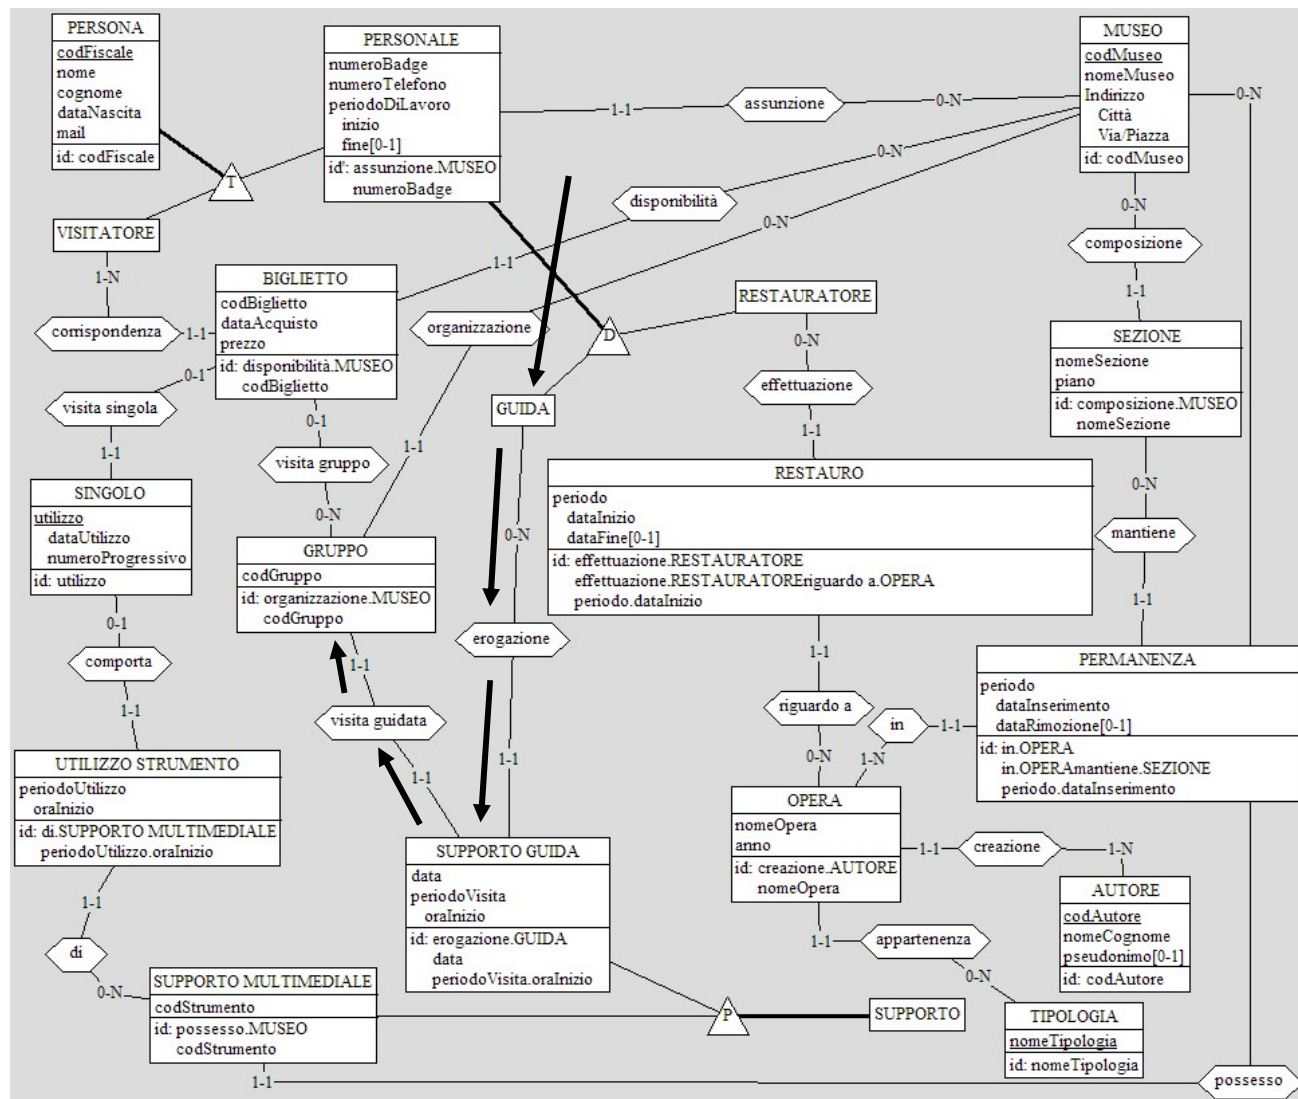 PERSONA
codFiscale
nome
cognome
dataNascita
mail
id: codFiscale
PERSONALE
numeroBadge
numeroTelefono
periodoDiLavoro
inizio
fine[0-1]
id': assunzione.MUSEO
numeroBadge
1-1
assunzione
0-N
MUSEO
codMuseo
nomeMuseo
Indirizzo
Città
Via/Piazza
id: codMuseo
0-N
T
disponibilità
0-N
0-N
1-1
VISITATORE
1-N
corrispondenza
1-1
BIGLIETTO
codBiglietto
dataAcquisto
prezzo
id: disponibilità.MUSEO
codBiglietto
organizzazione
1-1
D
RESTAURATORE
0-N
effettuazione
1-1
0-N
composizione
1-1
SEZIONE
nomeSezione
piano
id: composizione.MUSEO
nomeSezione
0-1
visita singola
1-1
0-1
visita gruppo
0-N
GUIDA
0-N
SINGOLO
utilizzo
dataUtilizzo
numeroProgressivo
id: utilizzo
GRUPPO
codGruppo
id: organizzazione.MUSEO
codGruppo
RESTAURO
periodo
dataInizio
dataFine[0-1]
id: effettuazione.RESTAURATORE
effettuazione.RESTAURATOREriguardo a.OPERA
periodo.dataInizio
0-N
mantiene
1-1
0-1
comporta
1-1
1-1
visita guidata
1-1
erogazione
1-1
1-1
riguardo a
0-N
in
1-1
1-N
PERMANENZA
periodo
dataInserimento
dataRimozione[0-1]
id: in.OPERA
in.OPERAmantiene.SEZIONE
periodo.dataInserimento
UTILIZZO STRUMENTO
periodoUtilizzo
oraInizio
id: di.SUPPORTO MULTIMEDIALE
periodoUtilizzo.oraInizio
SUPPORTO GUIDA
data
periodoVisita
oraInizio
id: erogazione.GUIDA
data
periodoVisita.oraInizio
OPERA
nomeOpera
anno
id: creazione.AUTORE
nomeOpera
1-1
creazione
1-N
AUTORE
codAutore
nomeCognome
pseudonimo[0-1]
id: codAutore
1-1
di
0-N
1-1
appartenenza
0-N
SUPPORTO MULTIMEDIALE
codStrumento
id: possesso.MUSEO
codStrumento
P
SUPPORTO
TIPOLOGIA
nomeTipologia
id: nomeTipologia
1-1
possesso